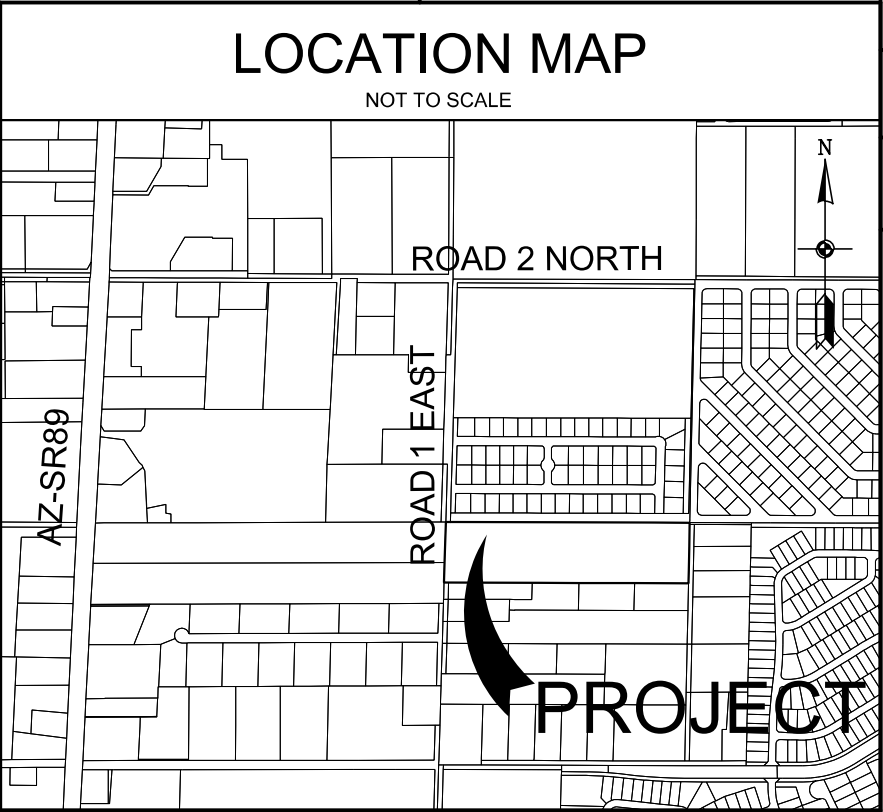 LOCATION MAP
NOT TO SCALE
N
ROAD 2 NORTH
ROAD 1 EAST
AZ-SR89
PROJECT